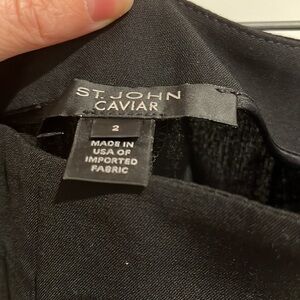 ST. JOHN
CAVIAR
2
MADE IN
USA OF
IMPORTED
FABRIC